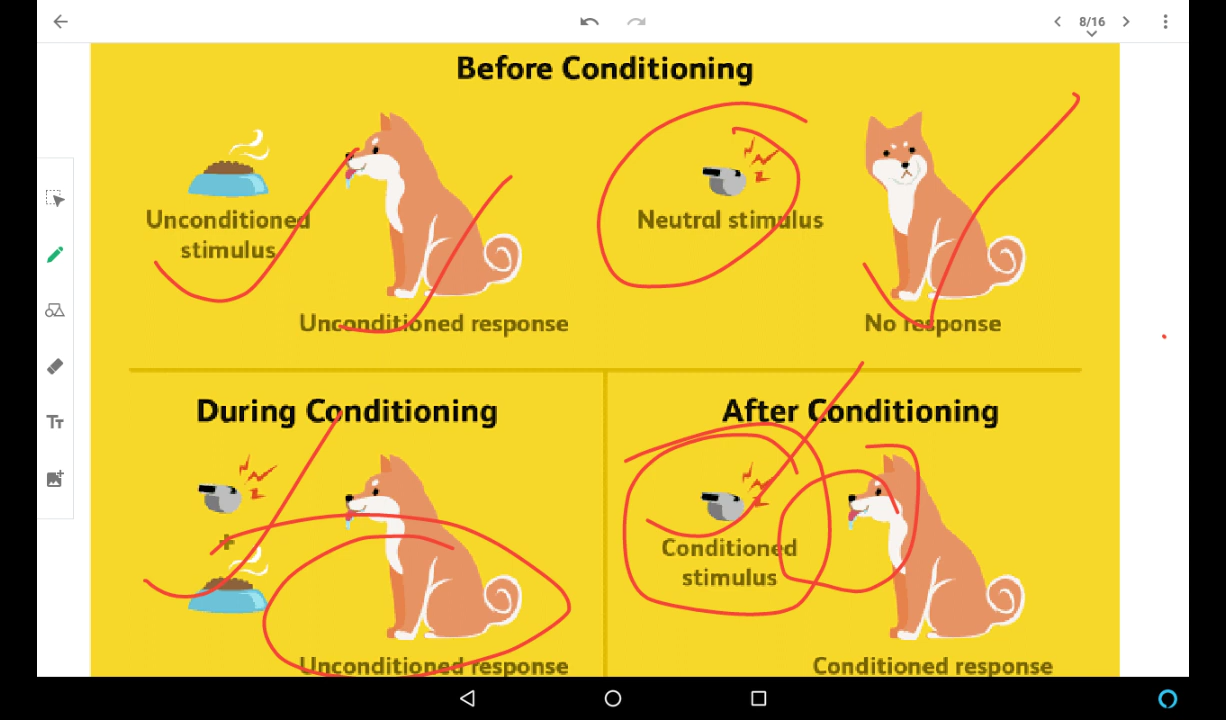 8/16
Before Conditioning
Unconditioned
stimulus
Unconditioned response
Neutral stimulus
No response
During Conditioning
+
Unconditioned response
After Conditioning
Conditioned
stimulus
Conditioned response
Tт